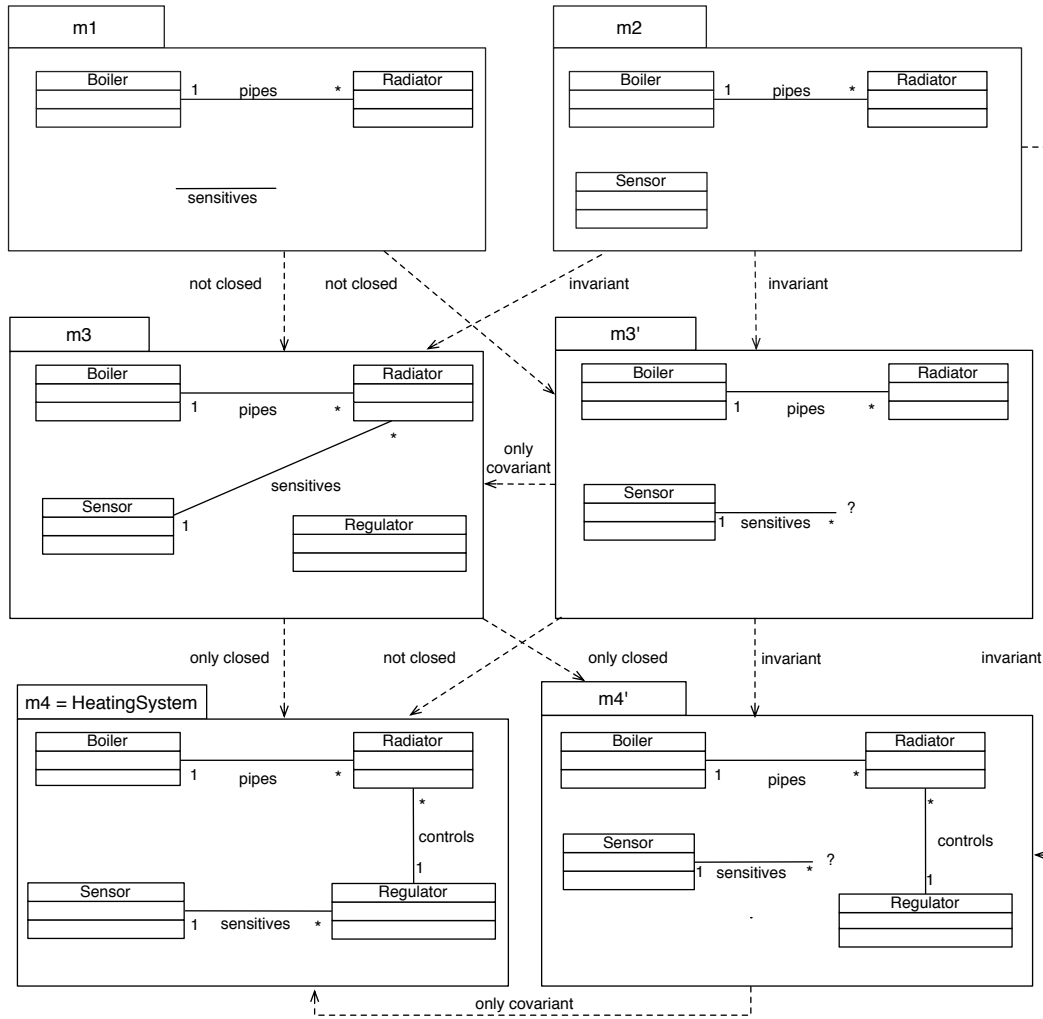 m1
Boiler
1 pipes *
Radiator
sensitives
m2
Boiler
1 pipes *
Radiator
Sensor
not closed
not closed
invariant
invariant
m3
Boiler
1 pipes *
Radiator
*
sensitives
Sensor
1
Regulator
only
covariant
m3'
Boiler
1 pipes *
Radiator
Sensor
1 sensitives *
?
only closed
not closed
only closed
invariant
invariant
m4 = HeatingSystem
Boiler
1 pipes *
Radiator
*
controls
1
Sensor
1 sensitives *
Regulator
m4'
Boiler
1 pipes *
Radiator
*
controls
1
Sensor
1 sensitives *
?
Regulator
only covariant